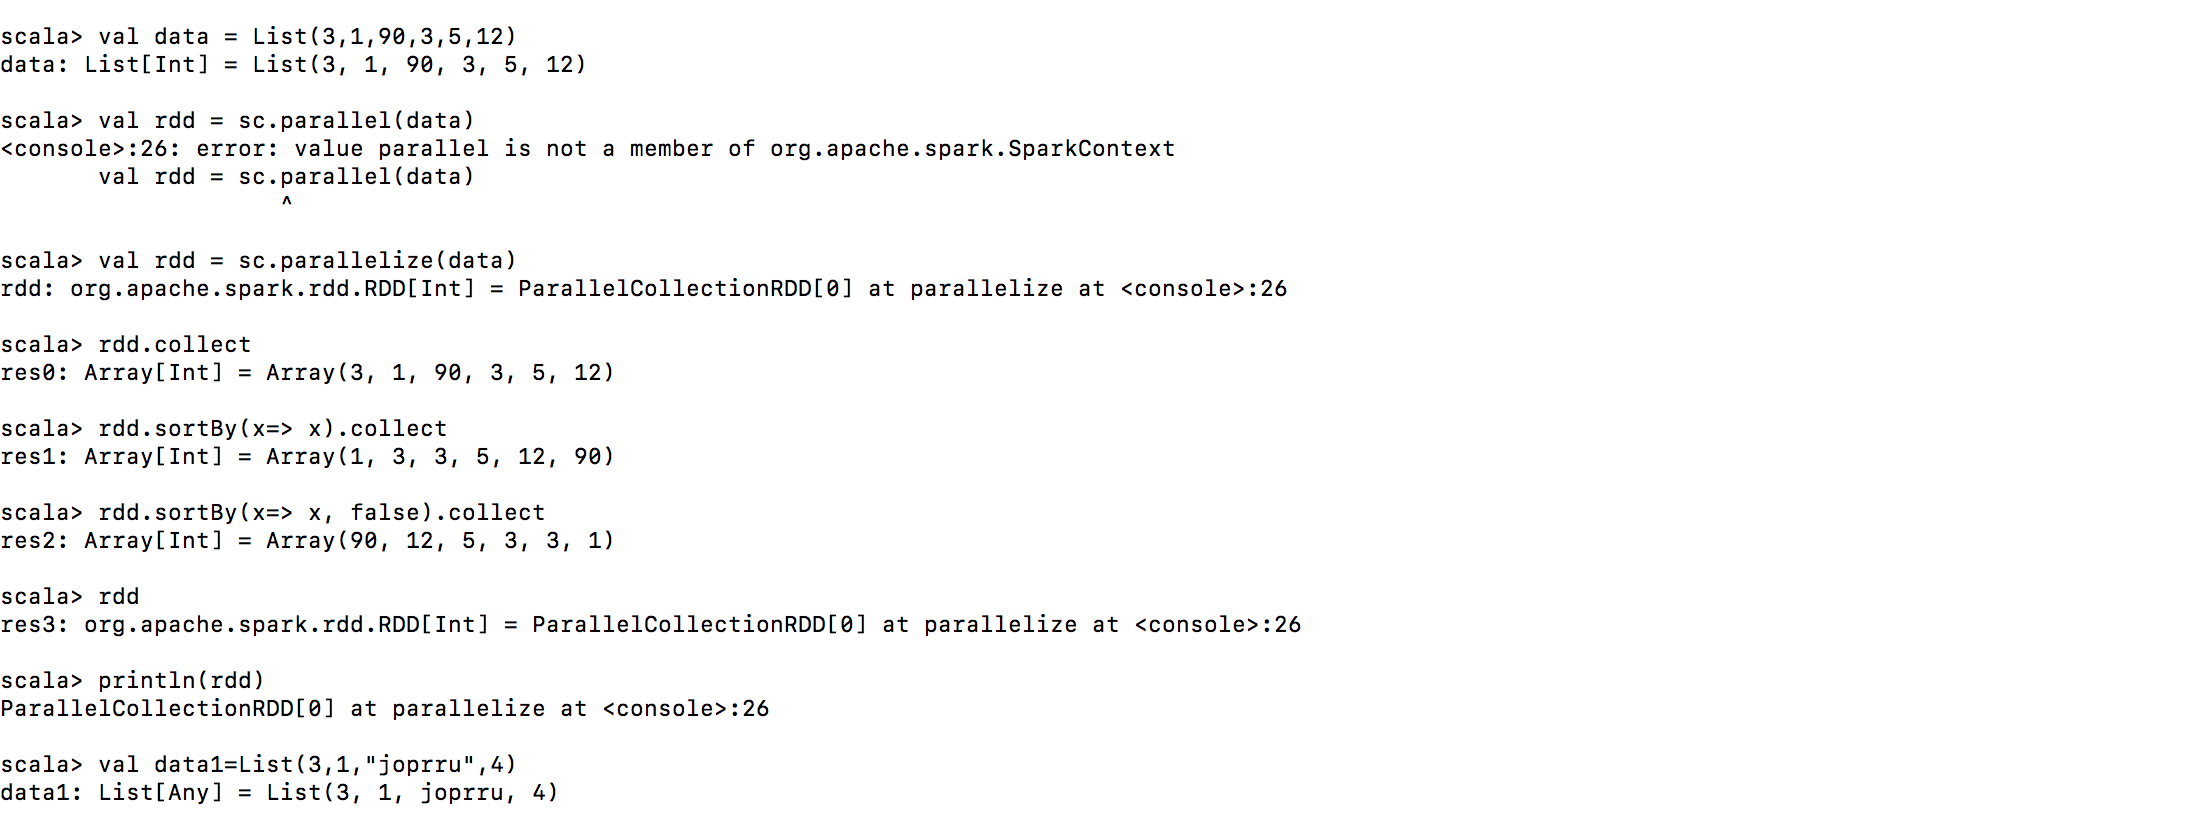 scala> val data = List(3,1,90,3,5,12)
data: List[Int] = List(3, 1, 90, 3, 5, 12)
scala> val rdd = sc.parallel(data)
<console>:26: error: value parallel is not a member of org.apache.spark.SparkContext
       val rdd = sc.parallel(data)
                    ^
scala> val rdd = sc.parallelize(data)
rdd: org.apache.spark.rdd.RDD[Int] = ParallelCollectionRDD[0] at parallelize at <console>:26
scala> rdd.collect
res0: Array[Int] = Array(3, 1, 90, 3, 5, 12)
scala> rdd.sortBy(x=> x).collect
res1: Array[Int] = Array(1, 3, 3, 5, 12, 90)
scala> rdd.sortBy(x=> x, false).collect
res2: Array[Int] = Array(90, 12, 5, 3, 3, 1)
scala> rdd
res3: org.apache.spark.rdd.RDD[Int] = ParallelCollectionRDD[0] at parallelize at <console>:26
scala> println(rdd)
ParallelCollectionRDD[0] at parallelize at <console>:26
scala> val data1=List(3,1,"joprru",4)
data1: List[Any] = List(3, 1, joprru, 4)